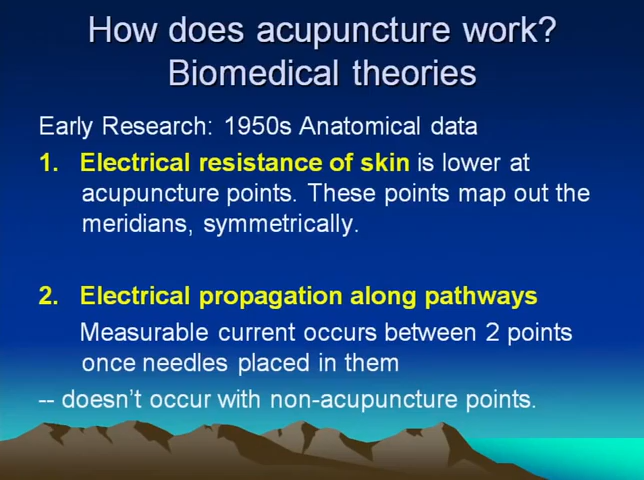 How does acupuncture work?
Biomedical theories
Early Research: 1950s Anatomical data
1. Electrical resistance of skin is lower at
acupuncture points. These points map out the
meridians, symmetrically.
2. Electrical propagation along pathways
Measurable current occurs between 2 points
once needles placed in them
-- doesn't occur with non-acupuncture points.